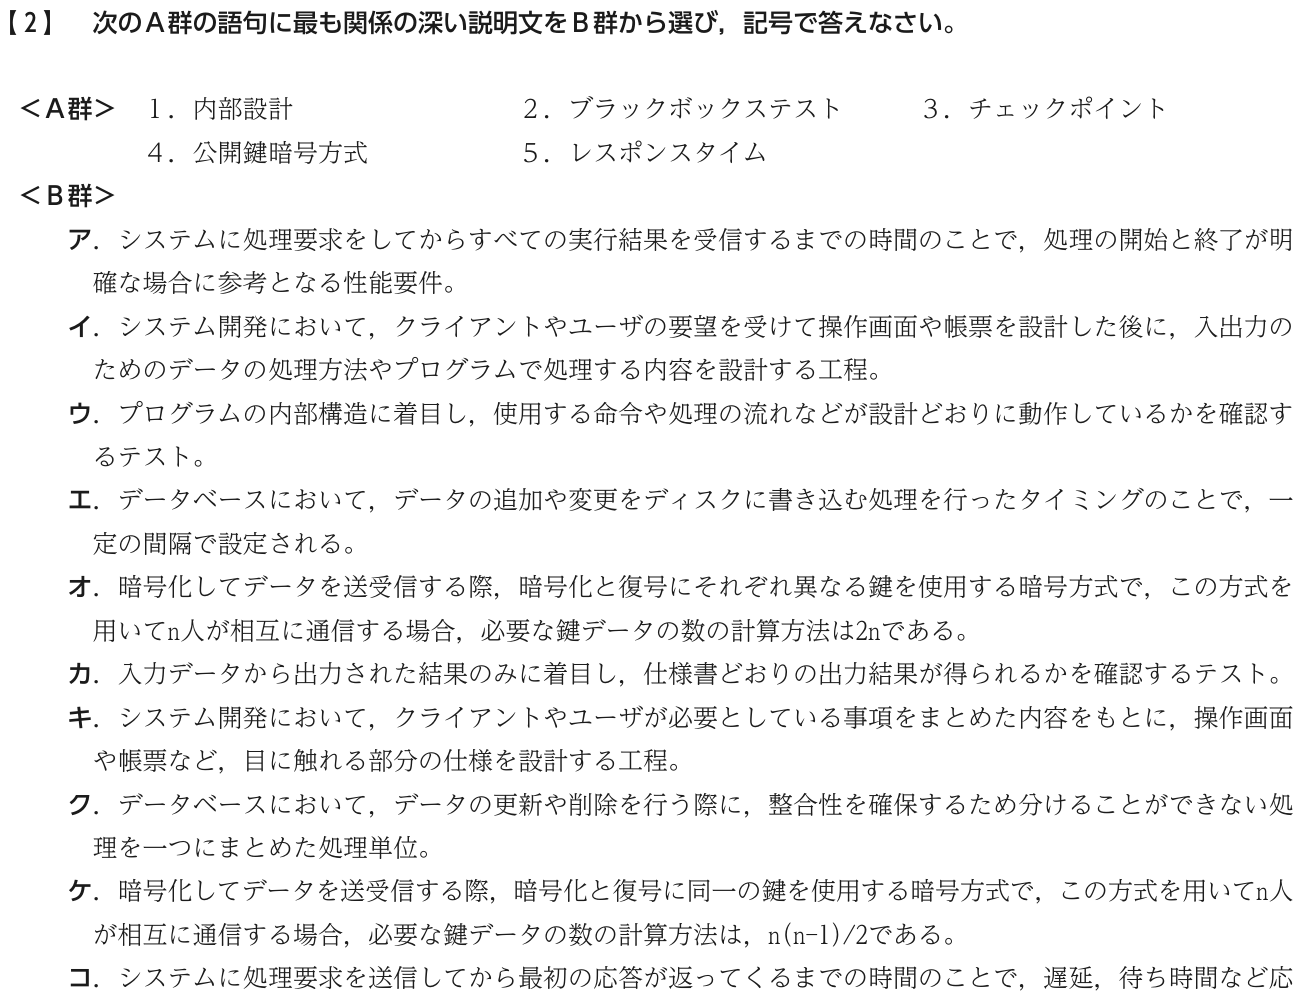 【2】　次のA群の語句に最も関係の深い説明文をB群から選び，記号で答えなさい。
＜A群＞　1．内部設計　2．ブラックボックステスト　3．チェックポイント
4．公開鍵暗号方式　5．レスポンスタイム
＜B群＞
ア．システムに処理要求をしてからすべての実行結果を受信するまでの時間のことで，処理の開始と終了が明
確な場合に参考となる性能要件。
イ．システム開発において，クライアントやユーザの要望を受けて操作画面や帳票を設計した後に，入出力の
ためのデータの処理方法やプログラムで処理する内容を設計する工程。
ウ．プログラムの内部構造に着目し，使用する命令や処理の流れなどが設計どおりに動作しているかを確認す
るテスト。
エ．データベースにおいて，データの追加や変更をディスクに書き込む処理を行ったタイミングのことで，一
定の間隔で設定される。
オ．暗号化してデータを送受信する際，暗号化と復号にそれぞれ異なる鍵を使用する暗号方式で，この方式を
用いてn人が相互に通信する場合，必要な鍵データの数の計算方法は2nである。
カ．入力データから出力された結果のみに着目し，仕様書どおりの出力結果が得られるかを確認するテスト。
キ．システム開発において，クライアントやユーザが必要としている事項をまとめた内容をもとに，操作画面
や帳票など，目に触れる部分の仕様を設計する工程。
ク．データベースにおいて，データの更新や削除を行う際に，整合性を確保するため分けることができない処
理を一つにまとめた処理単位。
ケ．暗号化してデータを送受信する際，暗号化と復号に同一の鍵を使用する暗号方式で，この方式を用いてn人
が相互に通信する場合，必要な鍵データの数の計算方法は，n(n-1)/2である。
コ．システムに処理要求を送信してから最初の応答が返ってくるまでの時間のことで，遅延，待ち時間など応